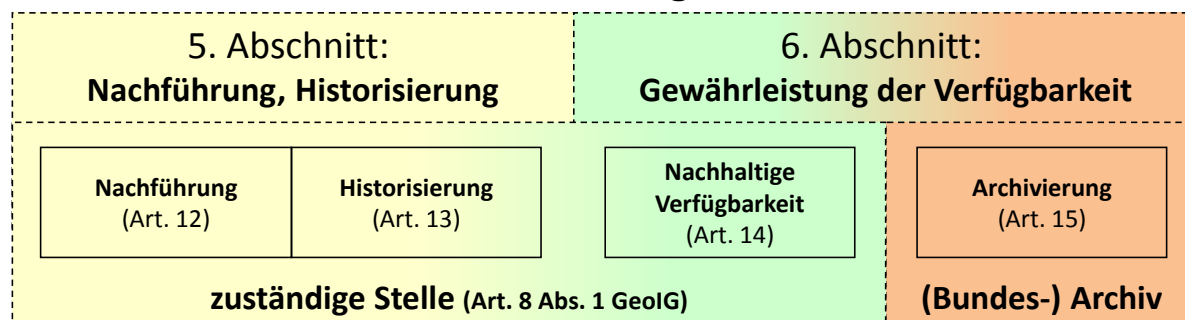 5. Abschnitt:
Nachführung, Historisierung
6. Abschnitt:
Gewährleistung der Verfügbarkeit
Nachführung
(Art. 12)
Historisierung
(Art. 13)
Nachhaltige
Verfügbarkeit
(Art. 14)
Archivierung
(Art. 15)
zuständige Stelle (Art. 8 Abs. 1 GeoIG)
(Bundes-) Archiv